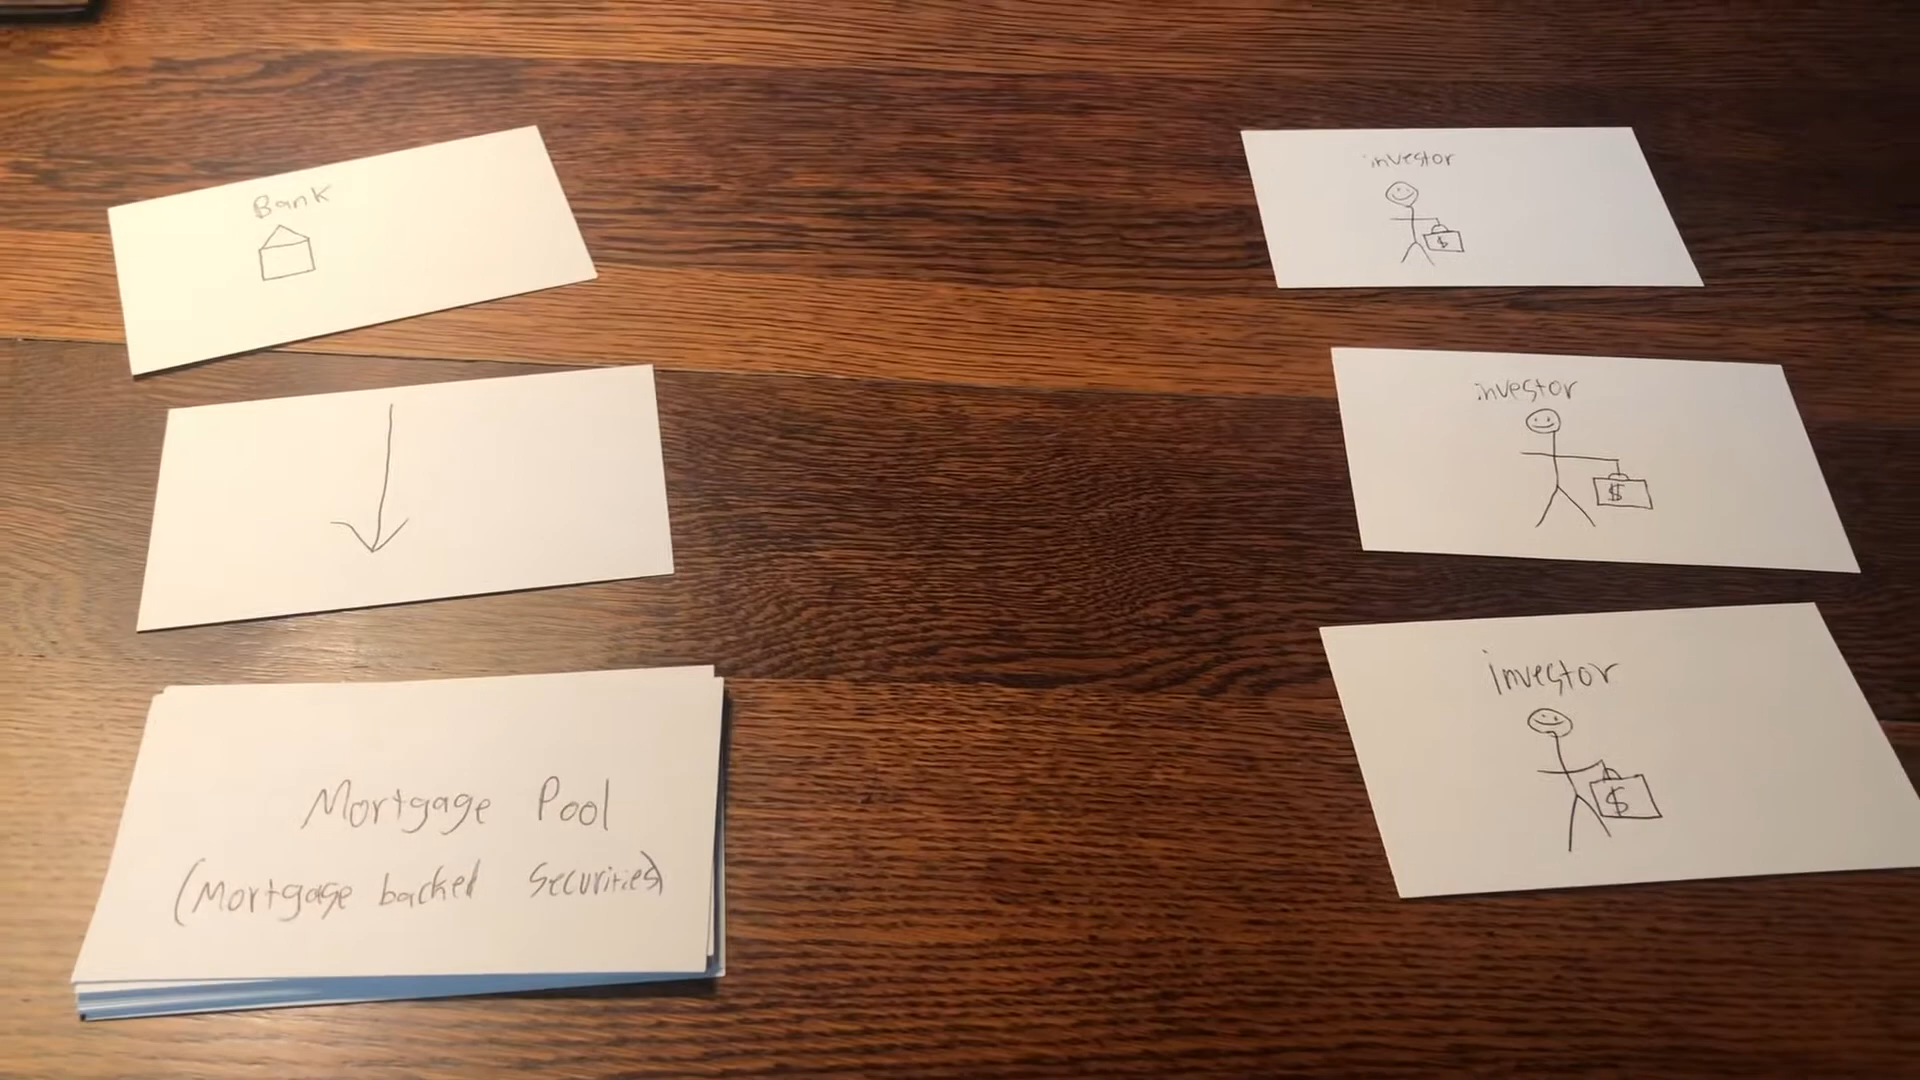 Bank
Mortgage Pool
(Mortgage backed Securities)
investor
$
investor
$
investor
$